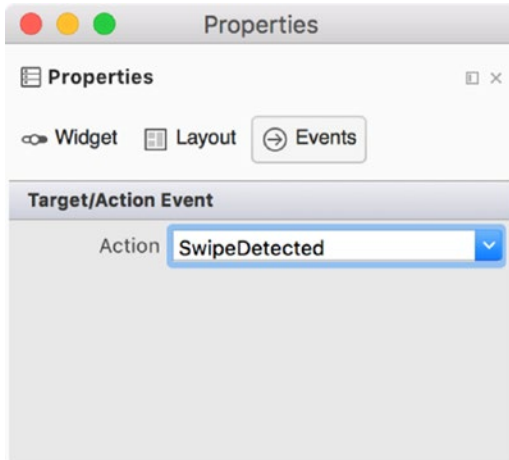 Properties
Properties
Widget Layout Events
Target/Action Event
Action SwipeDetected